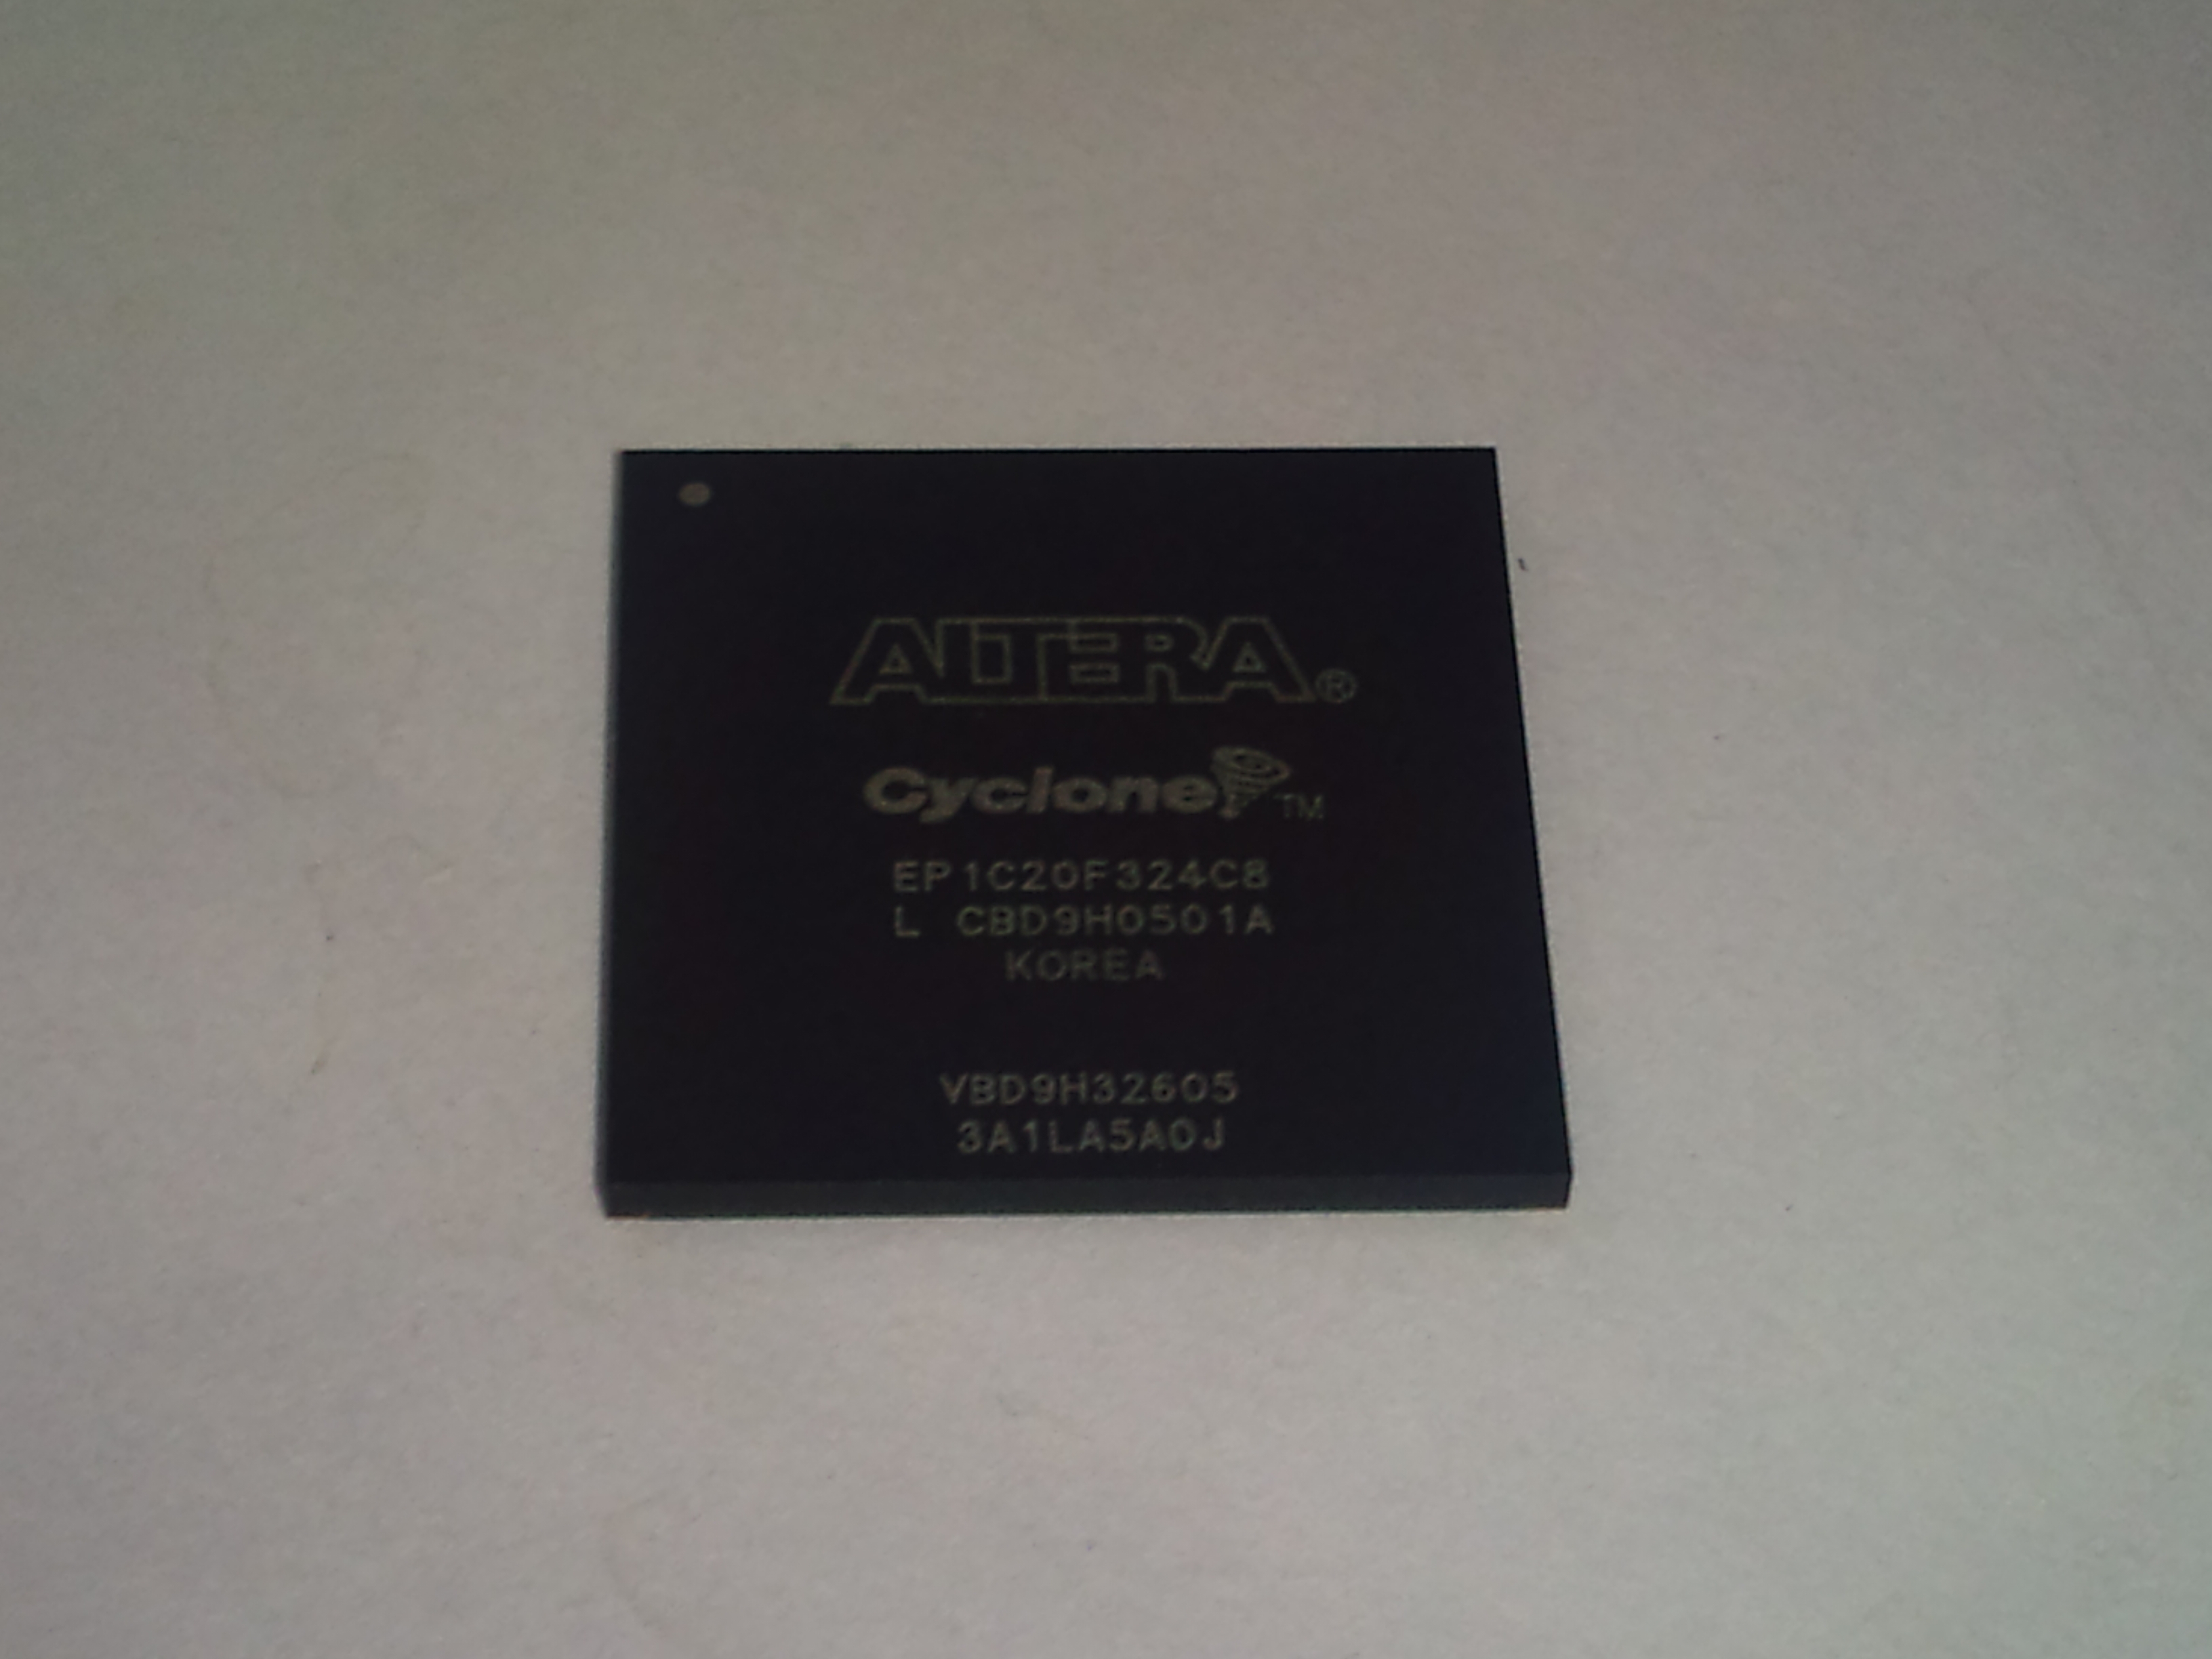 ALTERA®
Cyclone™
EP1C20F324C8
L CBD9H0501A
KOREA
VBD9H32605
3A1LA5A0J